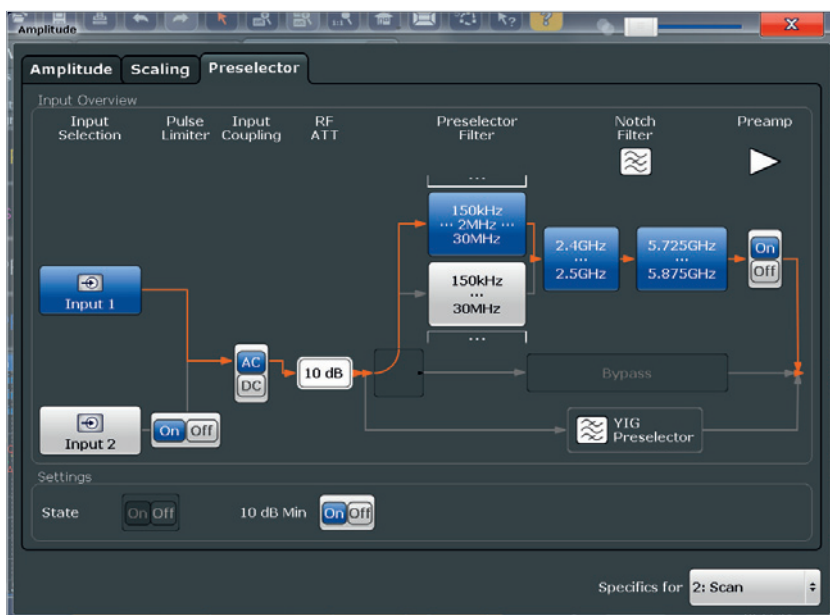 Amplitude
1:1
?
?
X
Amplitude Scaling Preselector
Input Overview
Input Selection
Pulse Limiter
Input Coupling
RF ATT
Preselector Filter
Notch Filter
Preamp
...
150kHz
... 2MHz ...
30MHz
2.4GHz
...
2.5GHz
5.725GHz
...
5.875GHz
On
Off
150kHz
...
30MHz
...
Input 1
AC
DC
10 dB
Bypass
Input 2
On Off
YIG
Preselector
Settings
State On Off 10 dB Min On Off
Specifics for 2: Scan